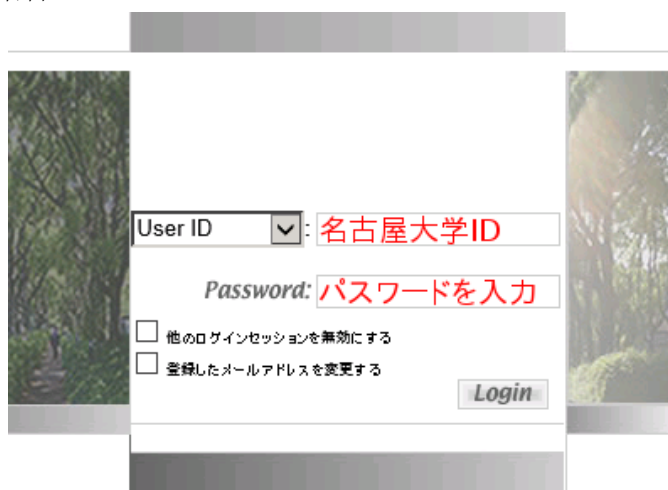 User ID : 名古屋大学ID
Password: パスワードを入力
他のログインセッションを無効にする
登録したメールアドレスを変更する
Login